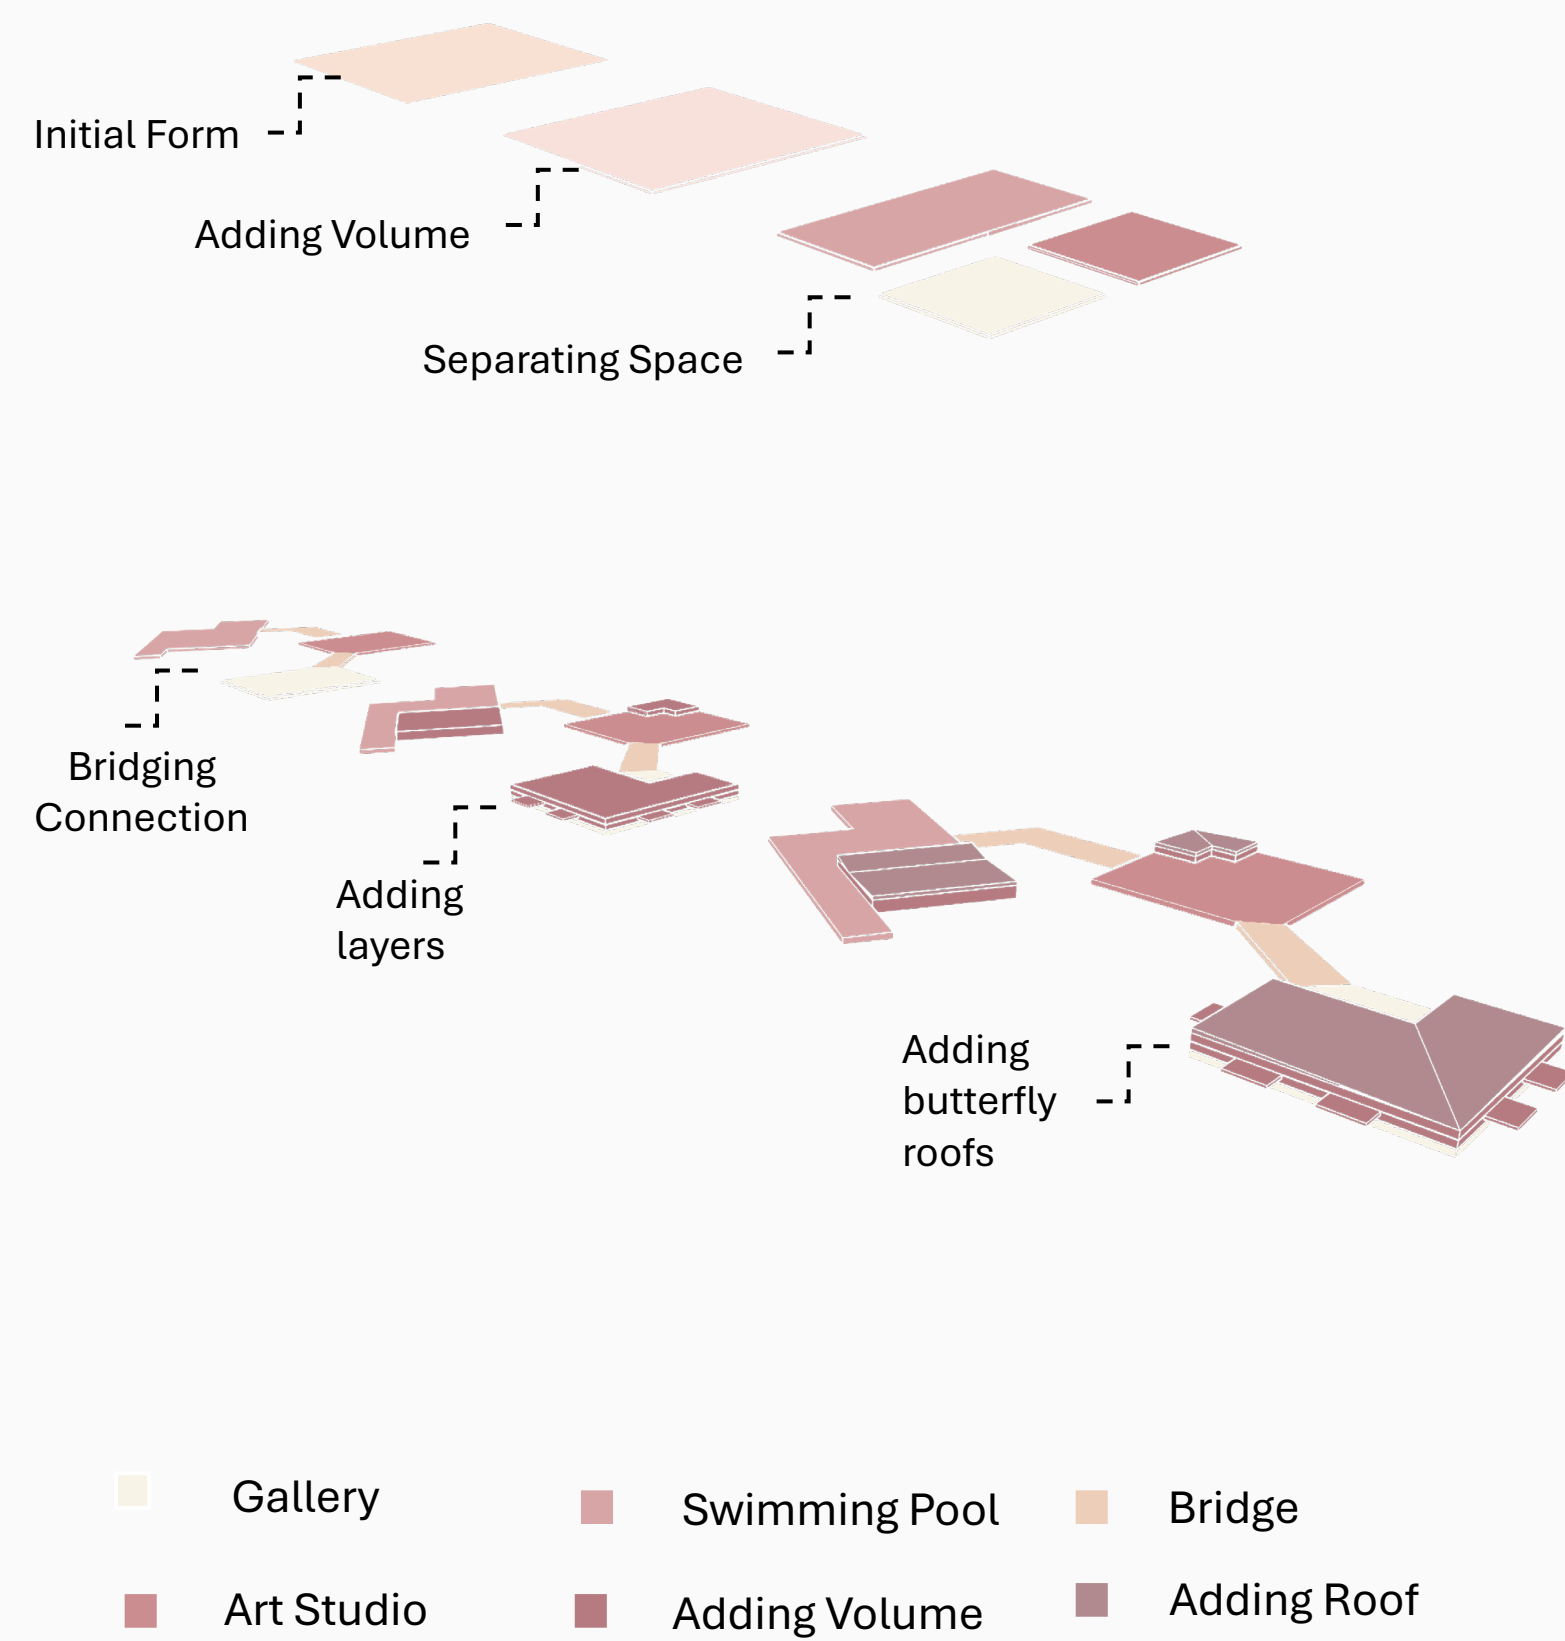 Initial Form
Adding Volume
Separating Space
Bridging
Connection
Adding
layers
Adding
butterfly
roofs
Gallery
Swimming Pool
Bridge
Art Studio
Adding Volume
Adding Roof